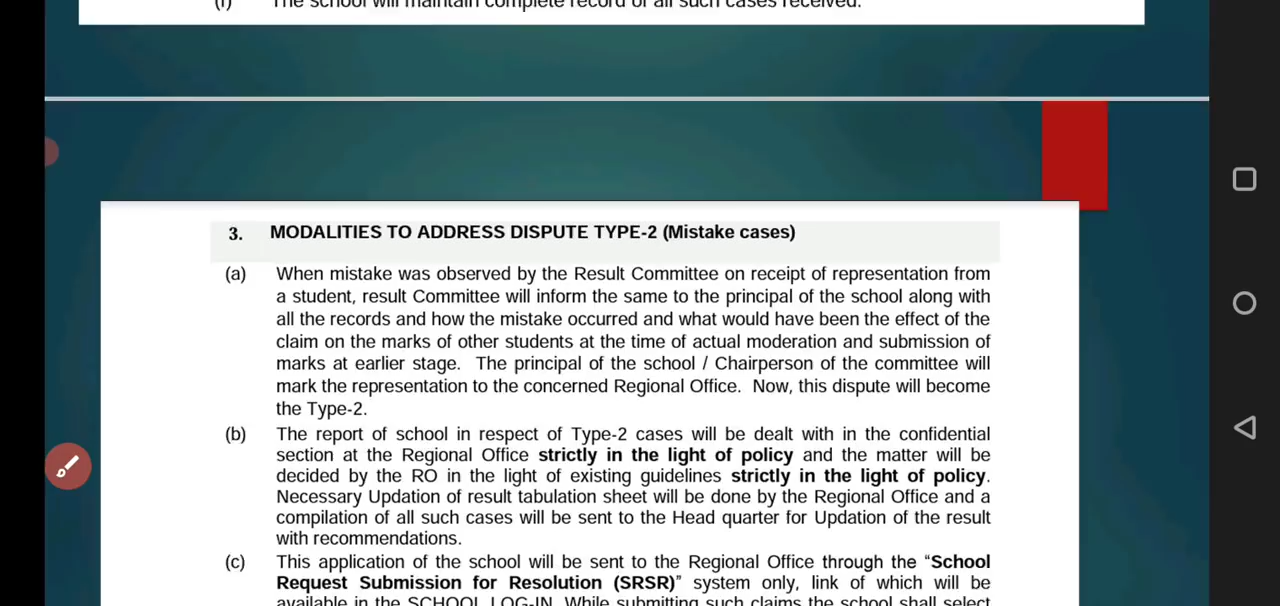 (f) The school will maintain complete record of all such cases received.
3. MODALITIES TO ADDRESS DISPUTE TYPE-2 (Mistake cases)
(a) When mistake was observed by the Result Committee on receipt of representation from
a student, result Committee will inform the same to the principal of the school along with
all the records and how the mistake occurred and what would have been the effect of the
claim on the marks of other students at the time of actual moderation and submission of
marks at earlier stage. The principal of the school / Chairperson of the committee will
mark the representation to the concerned Regional Office. Now, this dispute will become
the Type-2.
(b) The report of school in respect of Type-2 cases will be dealt with in the confidential
section at the Regional Office strictly in the light of policy and the matter will be
decided by the RO in the light of existing guidelines strictly in the light of policy.
Necessary Updation of result tabulation sheet will be done by the Regional Office and a
compilation of all such cases will be sent to the Head quarter for Updation of the result
with recommendations.
(c) This application of the school will be sent to the Regional Office through the “School
Request Submission for Resolution (SRSR)” system only, link of which will be
available in the SCHOOL LOG-IN. While submitting such claims the school shall select